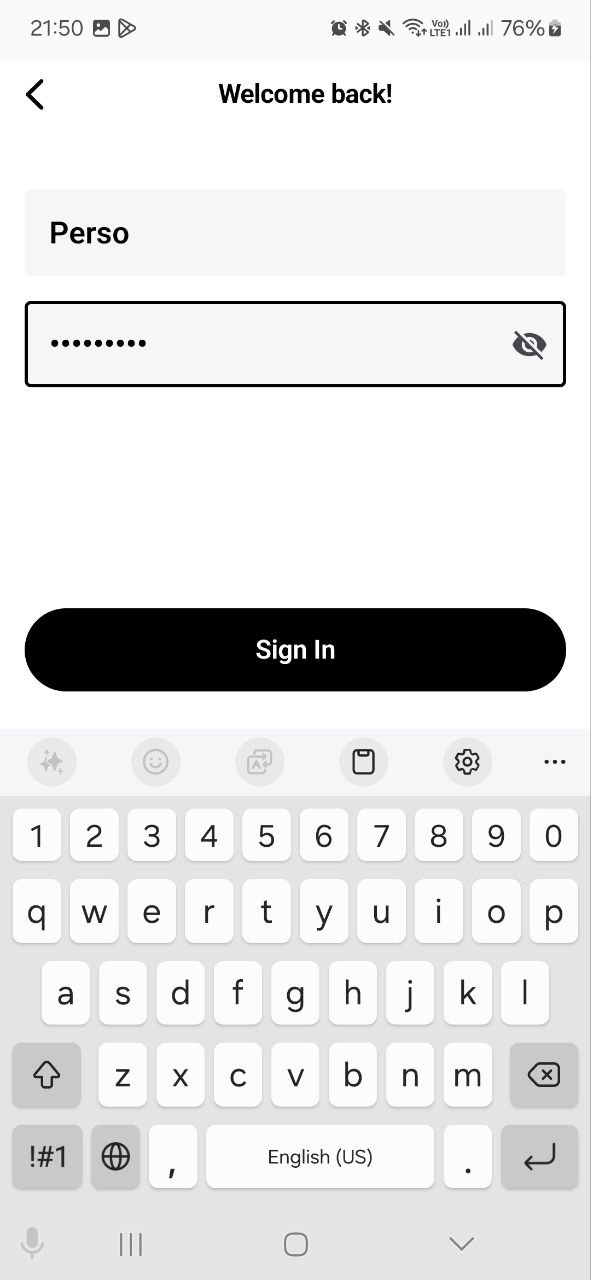 21:50 Vo)) LTE1 76%
Welcome back!
Perso
•••••••••
Sign In
1 2 3 4 5 6 7 8 9 0
q w e r t y u i o p
a s d f g h j k l
z x c v b n m
!#1 , English (US) .